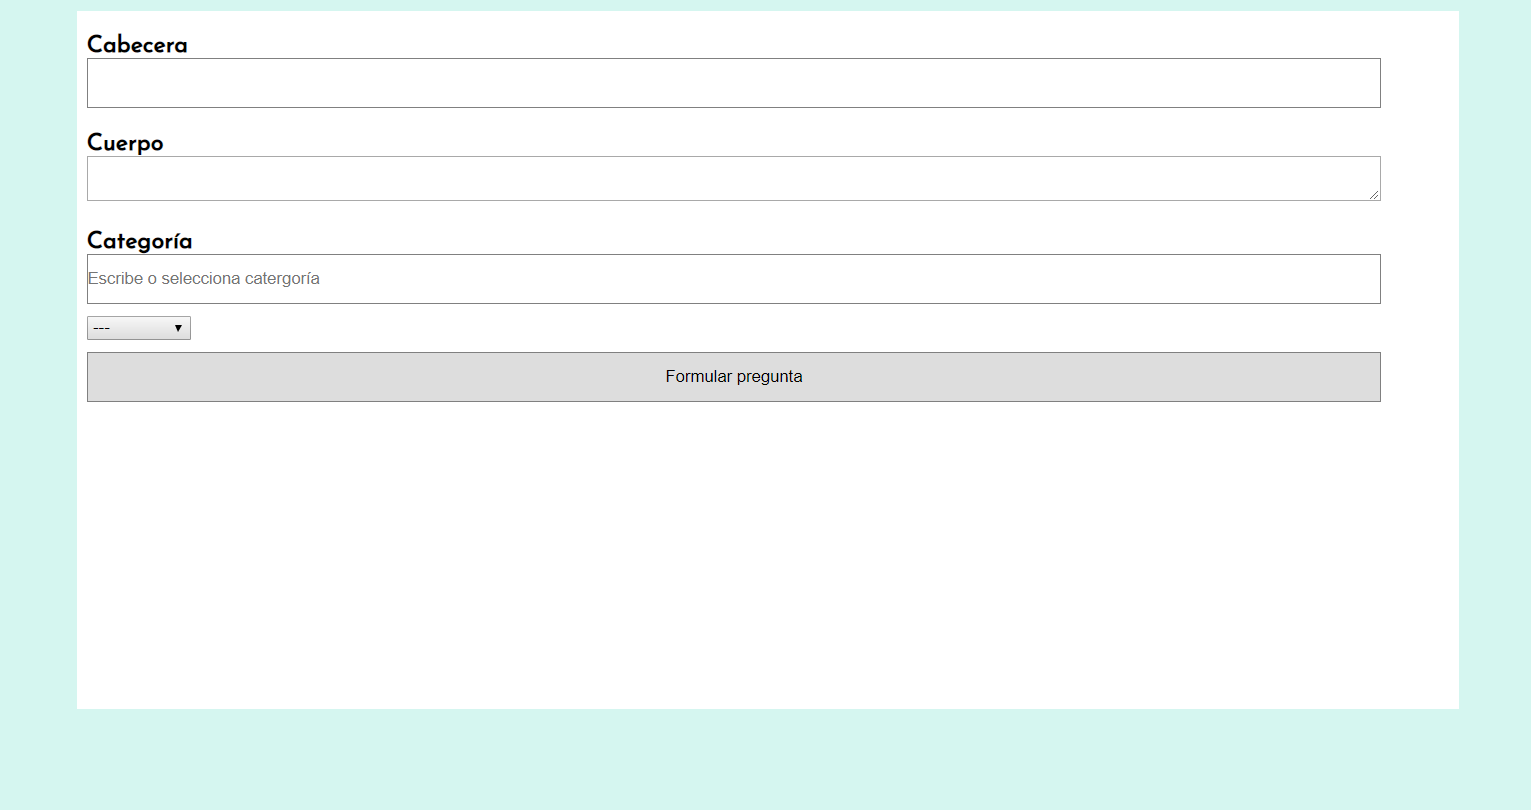 Cabecera
Cuerpo
Categoría
Escribe o selecciona catergoría
---
Formular pregunta